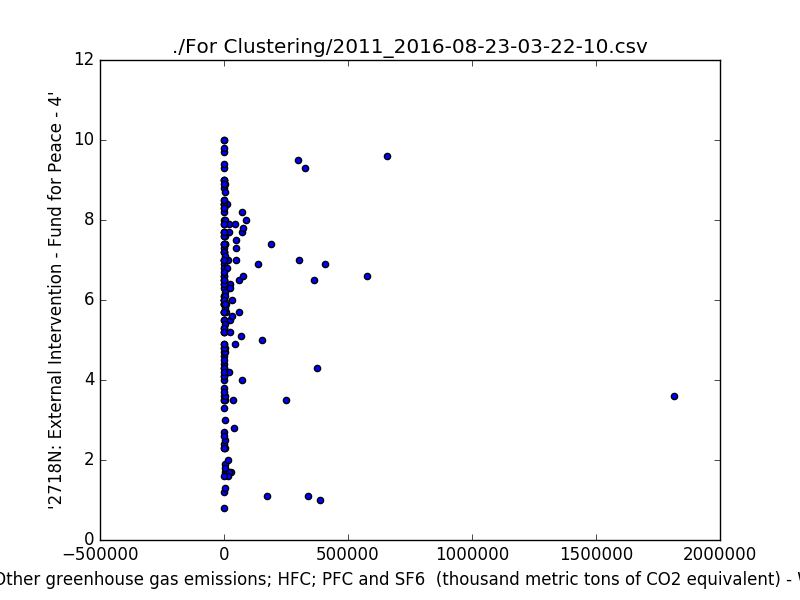 ./For Clustering/2011_2016-08-23-03-22-10.csv
12
10
8
6
4
2
0
'2718N: External Intervention - Fund for Peace - 4'
−500000 0 500000 1000000 1500000 2000000
Other greenhouse gas emissions; HFC; PFC and SF6 (thousand metric tons of CO2 equivalent) -